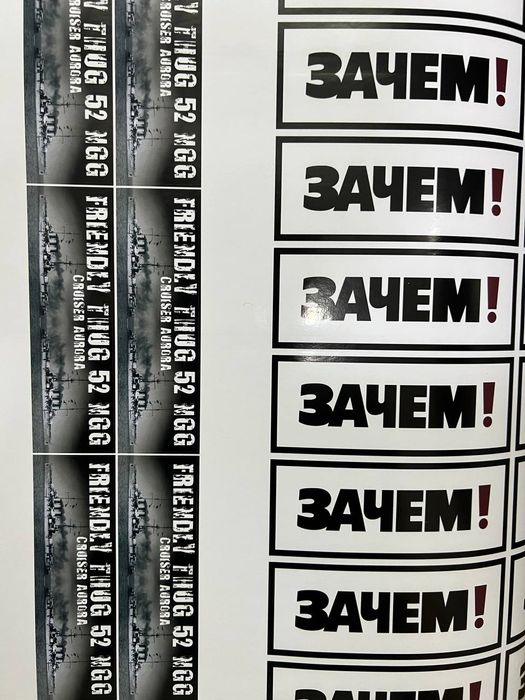 Y THUG 52 NGG
CRUISER AURORA
Y THUG 52 NGG
CRUISER AURORA
FRIENDLY THUG 52 NGG
CRUISER AURORA
FRIENDLY THUG 52 NGG
CRUISER AURORA
FRIENDLY THUG 52 NGG
CRUISER AURORA
FRIENDLY THUG 52 NGG
CRUISER AURORA
ЗАЧЕМ!
ЗАЧЕМ!
ЗАЧЕМ!
ЗАЧЕМ!
ЗАЧЕМ!
ЗАЧЕМ!
ЗАЧЕМ!